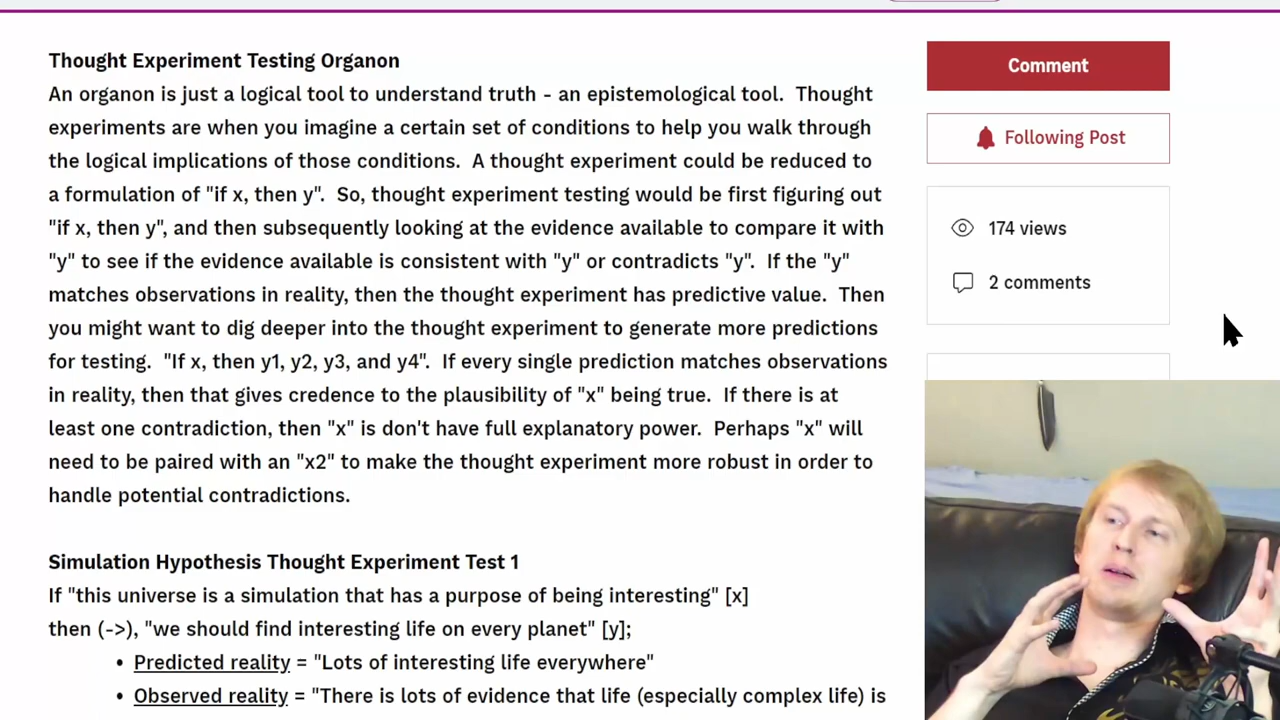 Thought Experiment Testing Organon
An organon is just a logical tool to understand truth - an epistemological tool.  Thought
experiments are when you imagine a certain set of conditions to help you walk through
the logical implications of those conditions.  A thought experiment could be reduced to
a formulation of "if x, then y".  So, thought experiment testing would be first figuring out
"if x, then y", and then subsequently looking at the evidence available to compare it with
"y" to see if the evidence available is consistent with "y" or contradicts "y".  If the "y"
matches observations in reality, then the thought experiment has predictive value.  Then
you might want to dig deeper into the thought experiment to generate more predictions
for testing.  "If x, then y1, y2, y3, and y4".  If every single prediction matches observations
in reality, then that gives credence to the plausibility of "x" being true.  If there is at
least one contradiction, then "x" is don't have full explanatory power.  Perhaps "x" will
need to be paired with an "x2" to make the thought experiment more robust in order to
handle potential contradictions.
Simulation Hypothesis Thought Experiment Test 1
If "this universe is a simulation that has a purpose of being interesting" [x]
then (->), "we should find interesting life on every planet" [y];
• Predicted reality = "Lots of interesting life everywhere"
• Observed reality = "There is lots of evidence that life (especially complex life) is
Comment
Following Post
174 views
2 comments